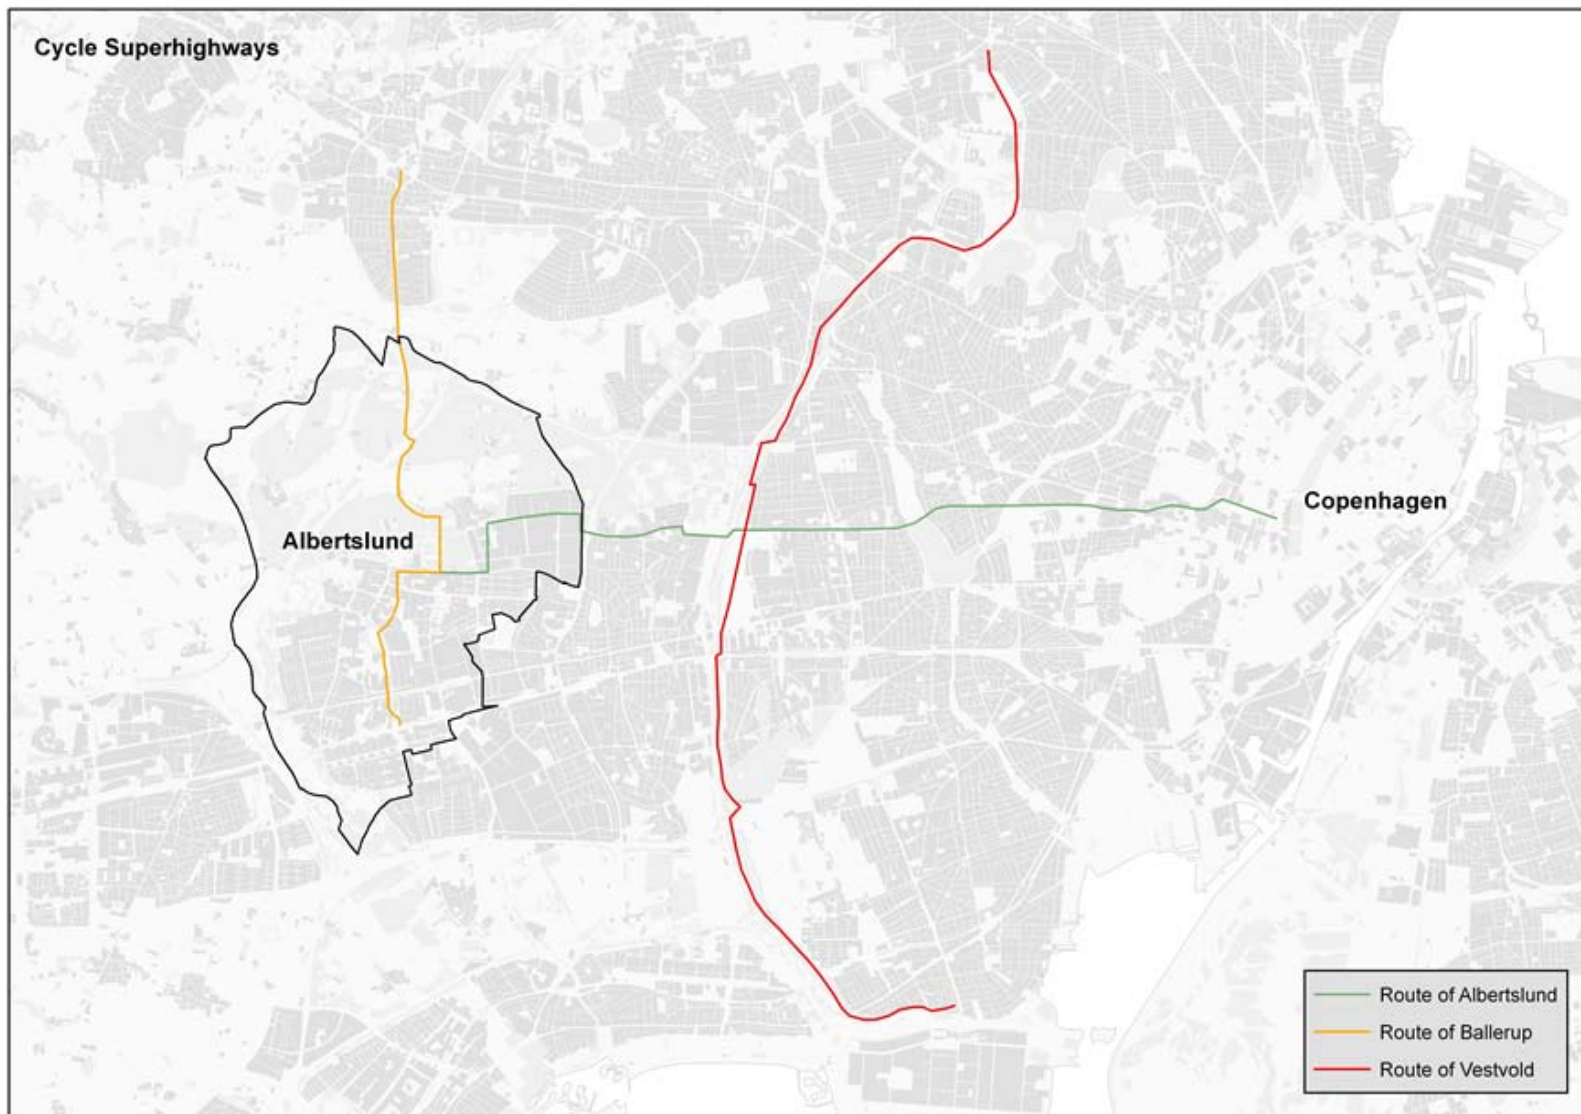 Cycle Superhighways
Copenhagen
Albertslund
Route of Albertslund
Route of Ballerup
Route of Vestvold